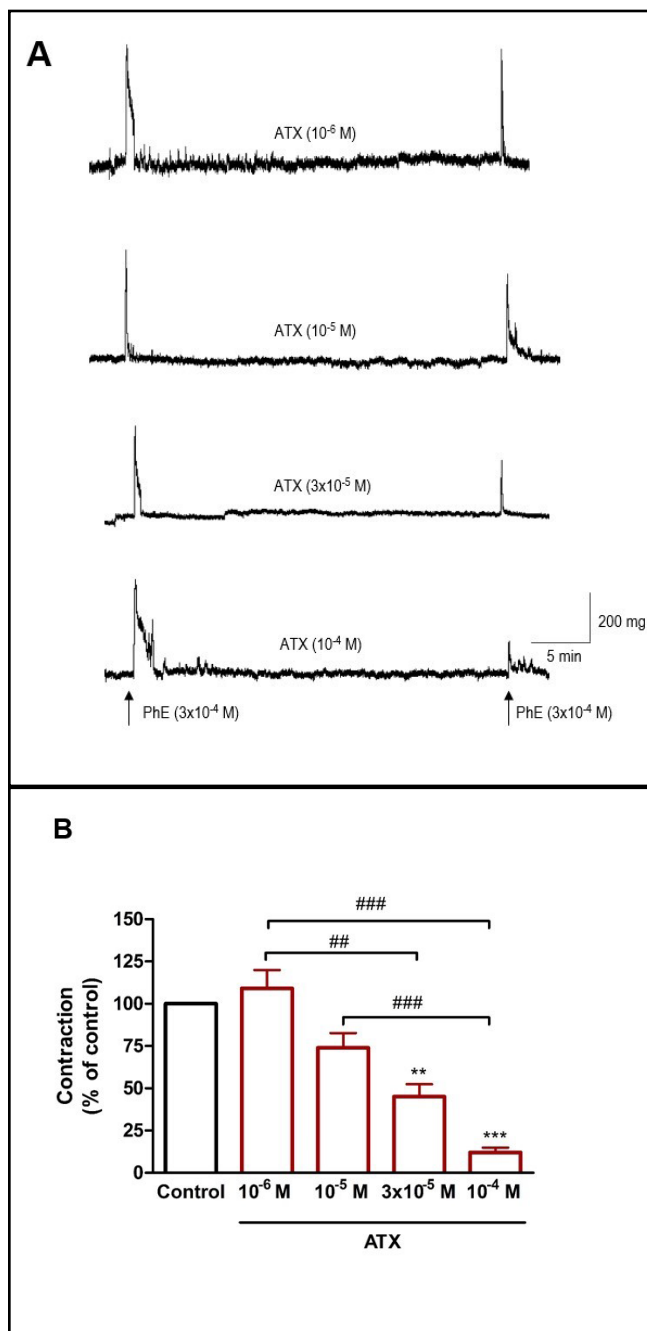 A
ATX (10⁻⁶ M)
ATX (10⁻⁵ M)
ATX (3x10⁻⁵ M)
ATX (10⁻⁴ M)
200 mg
5 min
PhE (3x10⁻⁴ M) PhE (3x10⁻⁴ M)
B
###
##
###
**
***
Contraction
(% of control)
150
125
100
75
50
25
0
Control 10⁻⁶ M 10⁻⁵ M 3x10⁻⁵ M 10⁻⁴ M
ATX